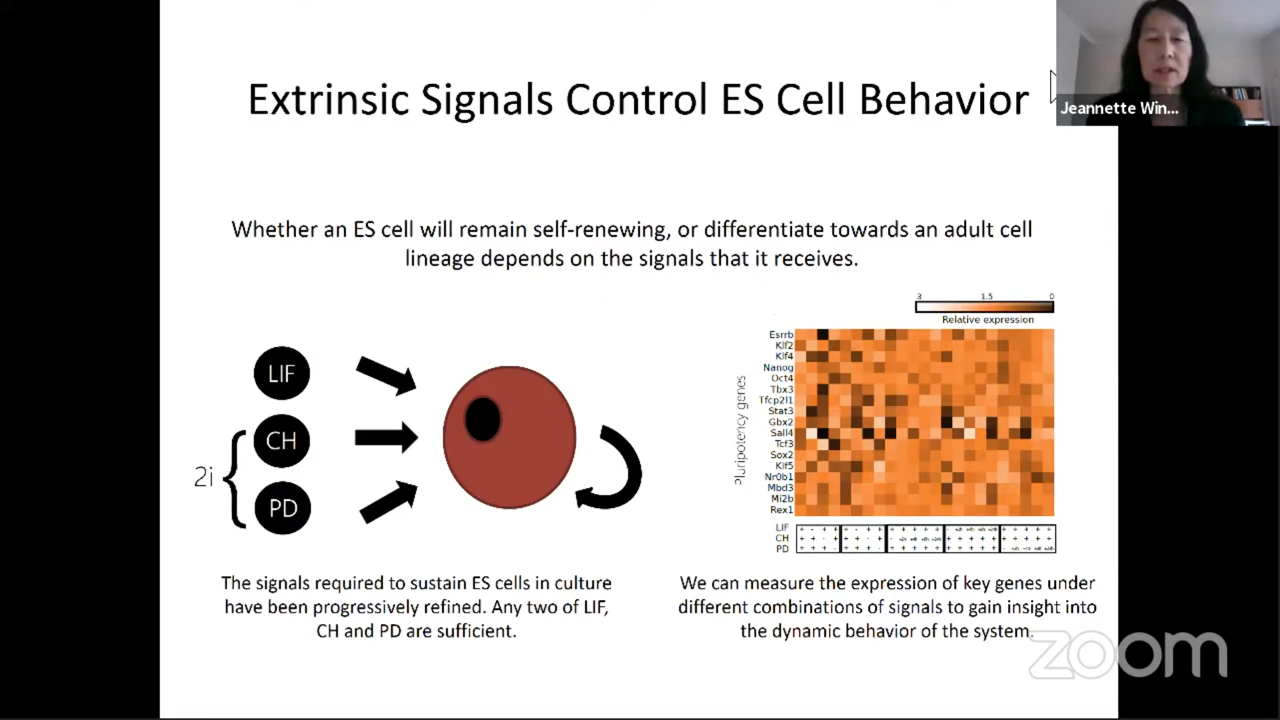 Extrinsic Signals Control ES Cell Behavior
Jeannette Win...
Whether an ES cell will remain self-renewing, or differentiate towards an adult cell
lineage depends on the signals that it receives.
LIF
CH
PD
2i
3 1.5 0
Relative expression
Pluripotency genes
Esrrb
Klf2
Klf4
Nanog
Oct4
Tbx3
Tfcp2l1
Stat3
Gbx2
Sall4
Tcf3
Sox2
Klf5
Nr0b1
Mbd3
Mi2b
Rex1
LIF
CH
PD
The signals required to sustain ES cells in culture
have been progressively refined. Any two of LIF,
CH and PD are sufficient.
We can measure the expression of key genes under
different combinations of signals to gain insight into
the dynamic behavior of the system.
zoom